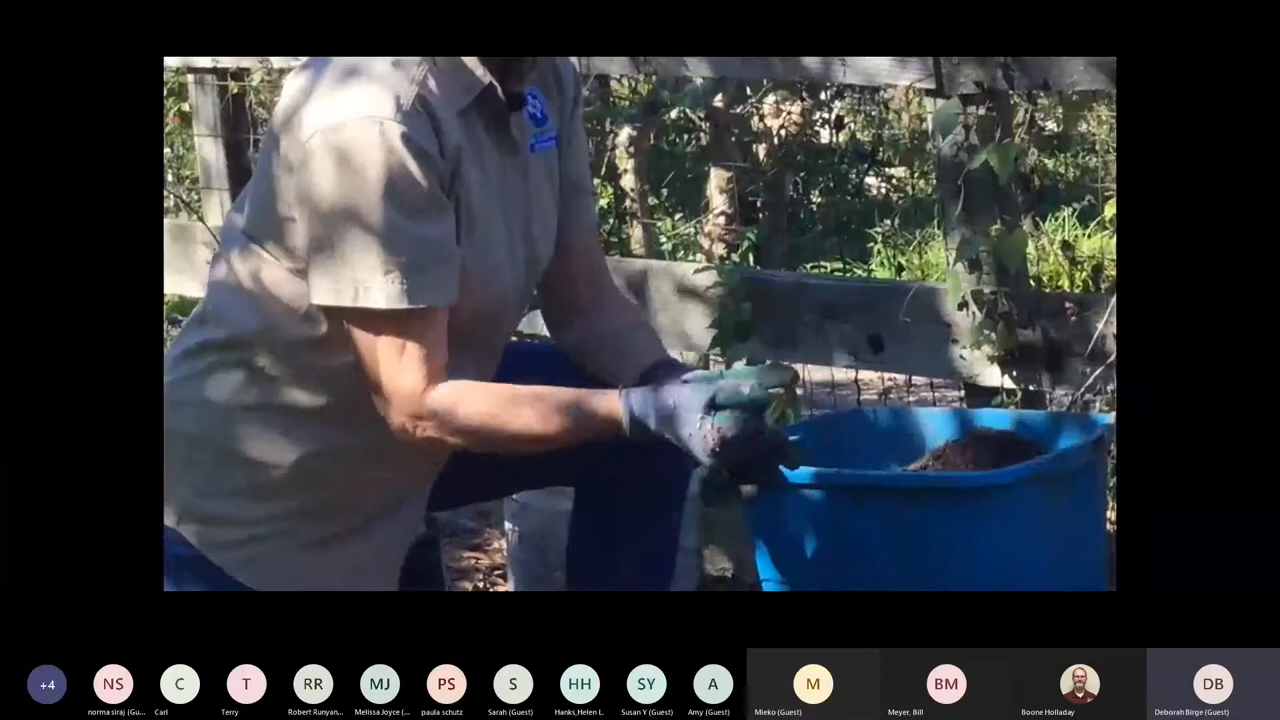 +4
NS
norma siraj (Gu...
C
Carl
T
Terry
RR
Robert Runyan...
MJ
Melissa Joyce (...
PS
paula schutz
S
Sarah (Guest)
HH
Hanks,Helen L.
SY
Susan Y (Guest)
A
Amy (Guest)
M
Mieko (Guest)
BM
Meyer, Bill
Boone Holladay
DB
Deborah Birge (Guest)